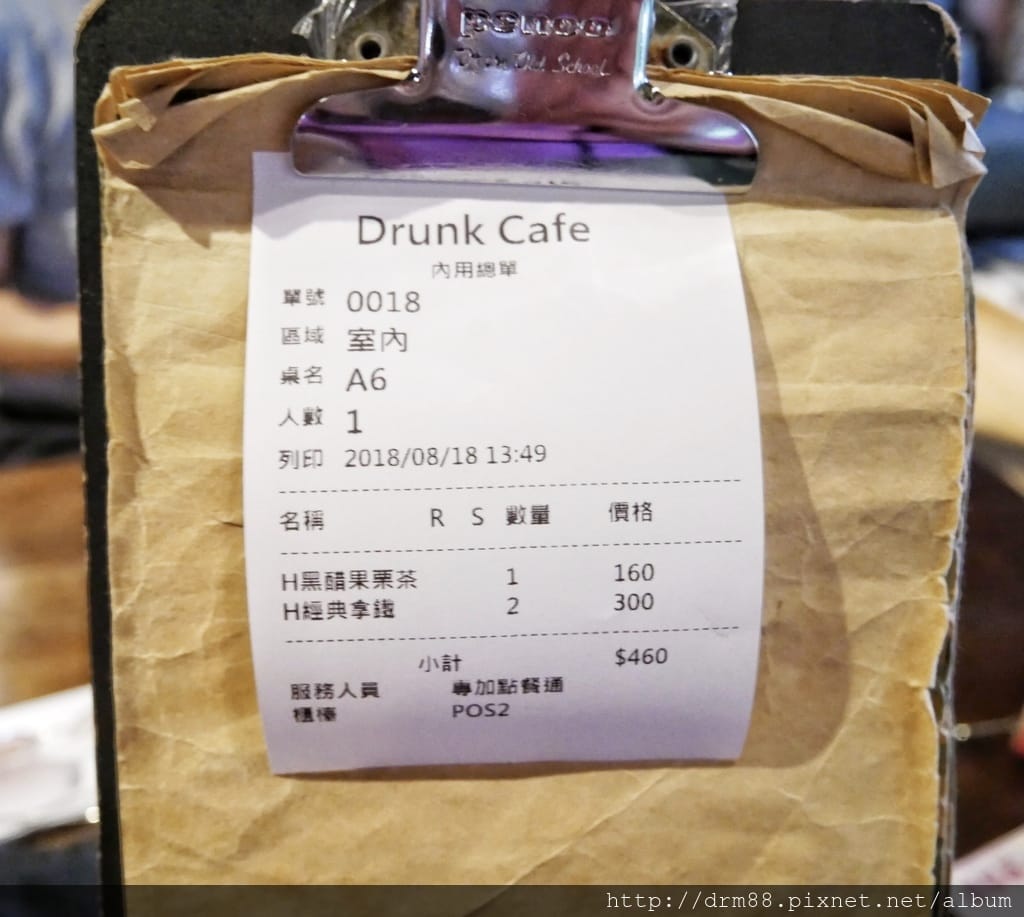 penco
Drunk Cafe
內用總單
單號 0018
區域 室內
桌名 A6
人數 1
列印 2018/08/18 13:49
名稱 R S 數量 價格
H黑醋果栗茶 1 160
H經典拿鐵 2 300
小計 $460
服務人員 專加點餐通
櫃檯 POS2
http://drm88.pixnet.net/album